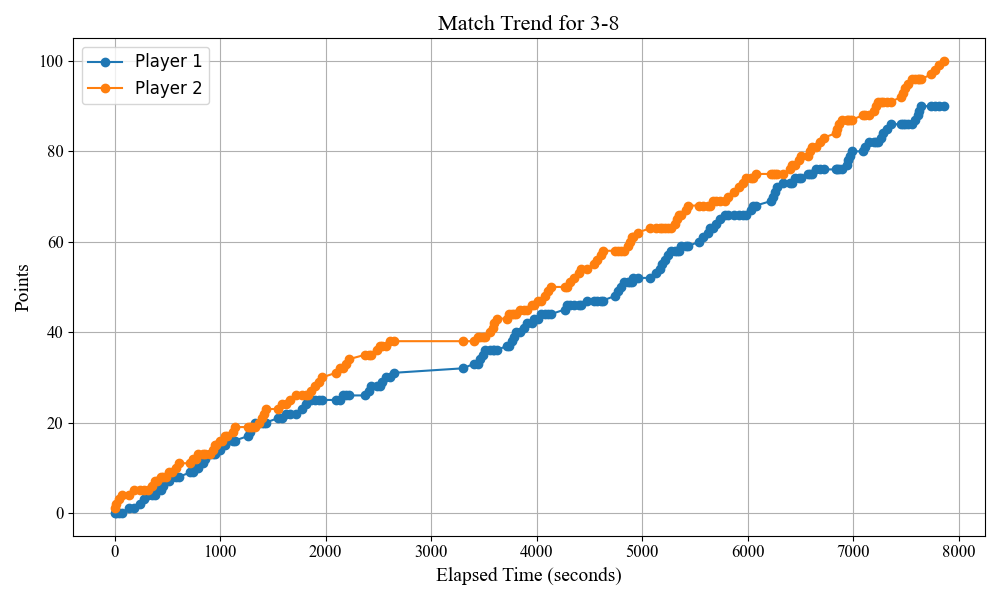 Match Trend for 3-8
Player 1
Player 2
Points
100
80
60
40
20
0
0 1000 2000 3000 4000 5000 6000 7000 8000
Elapsed Time (seconds)